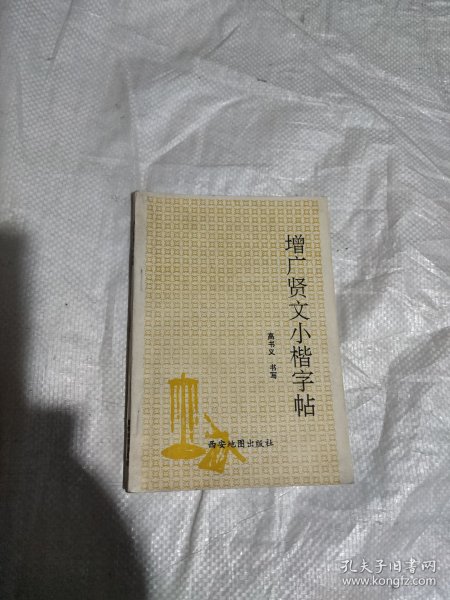 增广贤文小楷字帖
高书义 书写
西安地图出版社
孔夫子旧书网
www.kongfz.com